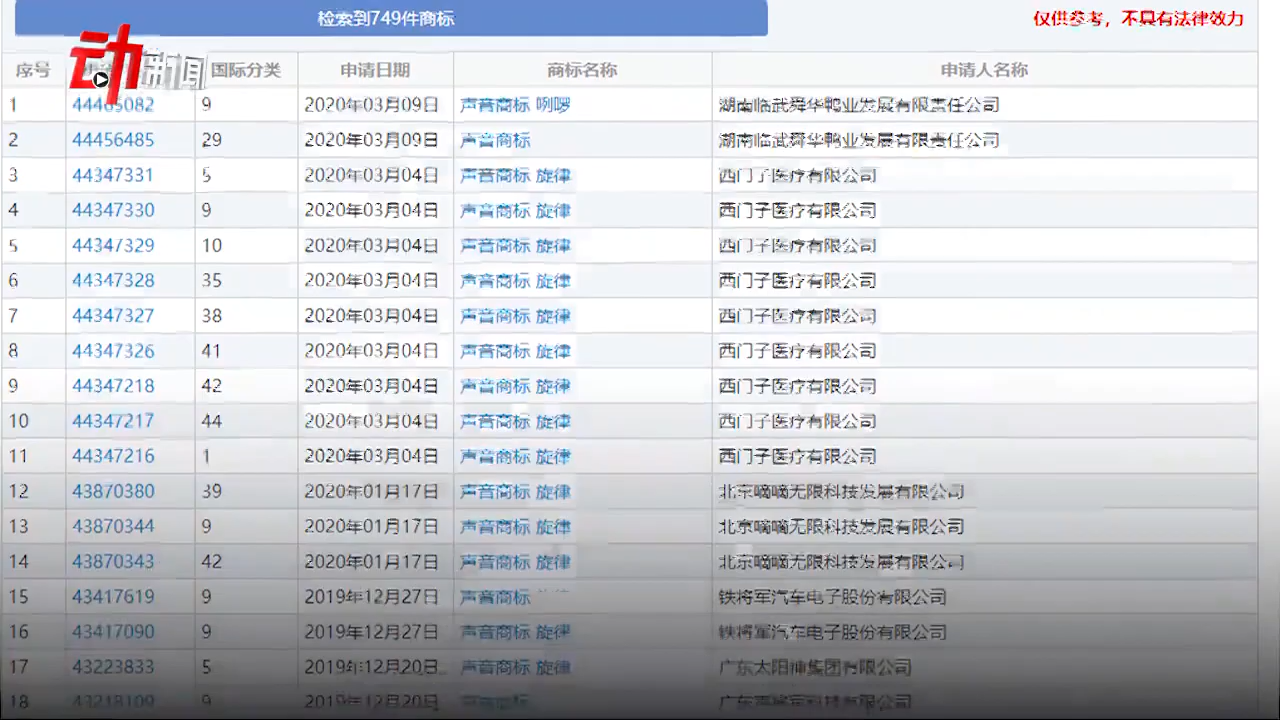 检索到749件商标
仅供参考，不具有法律效力
动新闻
序号 国际分类 申请日期 商标名称 申请人名称
1 44465082 9 2020年03月09日 声音商标 咧啰 湖南临武舜华鸭业发展有限责任公司
2 44456485 29 2020年03月09日 声音商标 湖南临武舜华鸭业发展有限责任公司
3 44347331 5 2020年03月04日 声音商标 旋律 西门子医疗有限公司
4 44347330 9 2020年03月04日 声音商标 旋律 西门子医疗有限公司
5 44347329 10 2020年03月04日 声音商标 旋律 西门子医疗有限公司
6 44347328 35 2020年03月04日 声音商标 旋律 西门子医疗有限公司
7 44347327 38 2020年03月04日 声音商标 旋律 西门子医疗有限公司
8 44347326 41 2020年03月04日 声音商标 旋律 西门子医疗有限公司
9 44347218 42 2020年03月04日 声音商标 旋律 西门子医疗有限公司
10 44347217 44 2020年03月04日 声音商标 旋律 西门子医疗有限公司
11 44347216 1 2020年03月04日 声音商标 旋律 西门子医疗有限公司
12 43870380 39 2020年01月17日 声音商标 旋律 北京嘀嘀无限科技发展有限公司
13 43870344 9 2020年01月17日 声音商标 旋律 北京嘀嘀无限科技发展有限公司
14 43870343 42 2020年01月17日 声音商标 旋律 北京嘀嘀无限科技发展有限公司
15 43417619 9 2019年12月27日 声音商标 铁将军汽车电子股份有限公司
16 43417090 9 2019年12月27日 声音商标 旋律 铁将军汽车电子股份有限公司
17 43223833 5 2019年12月20日 声音商标 旋律 广东太阳神集团有限公司
18 43218109 9 2019年12月20日 声音商标